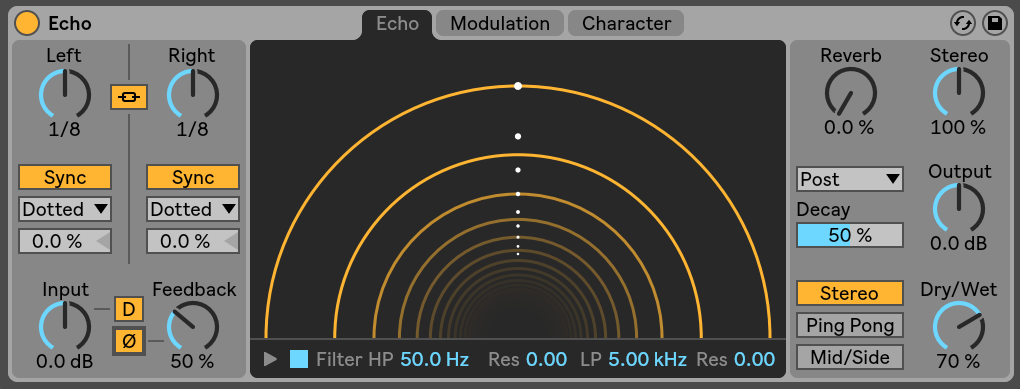 Echo
Echo Modulation Character
Left Right
1/8 1/8
Sync Sync
Dotted Dotted
0.0 % 0.0 %
Input D Feedback
Ø
0.0 dB 50 %
Filter HP 50.0 Hz Res 0.00 LP 5.00 kHz Res 0.00
Reverb Stereo
0.0 % 100 %
Post Output
Decay
50 % 0.0 dB
Stereo Dry/Wet
Ping Pong
Mid/Side 70 %